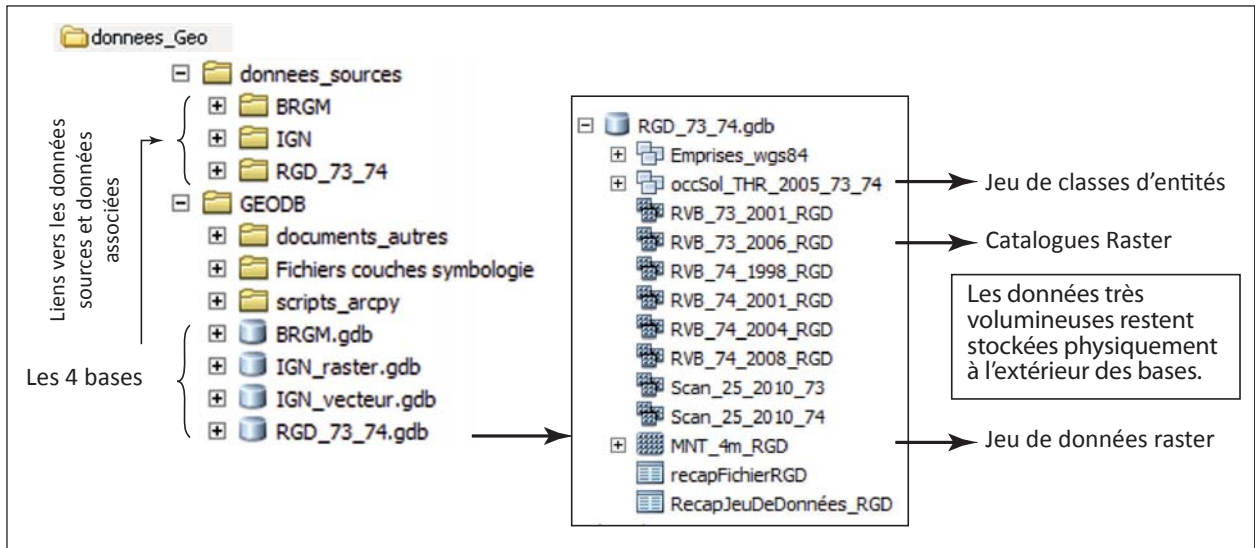 donnees_Geo
donnees_sources
BRGM
IGN
RGD_73_74
GEODB
documents_autres
Fichiers couches symbologie
scripts_arcpy
BRGM.gdb
IGN_raster.gdb
IGN_vecteur.gdb
RGD_73_74.gdb
Liens vers les données
sources et données
associées
Les 4 bases
RGD_73_74.gdb
Emprises_wgs84
occSol_THR_2005_73_74
RVB_73_2001_RGD
RVB_73_2006_RGD
RVB_74_1998_RGD
RVB_74_2001_RGD
RVB_74_2004_RGD
RVB_74_2008_RGD
Scan_25_2010_73
Scan_25_2010_74
MNT_4m_RGD
recapFichierRGD
RecapJeuDeDonnées_RGD
Jeu de classes d’entités
Catalogues Raster
Les données très
volumineuses restent
stockées physiquement
à l’extérieur des bases.
Jeu de données raster